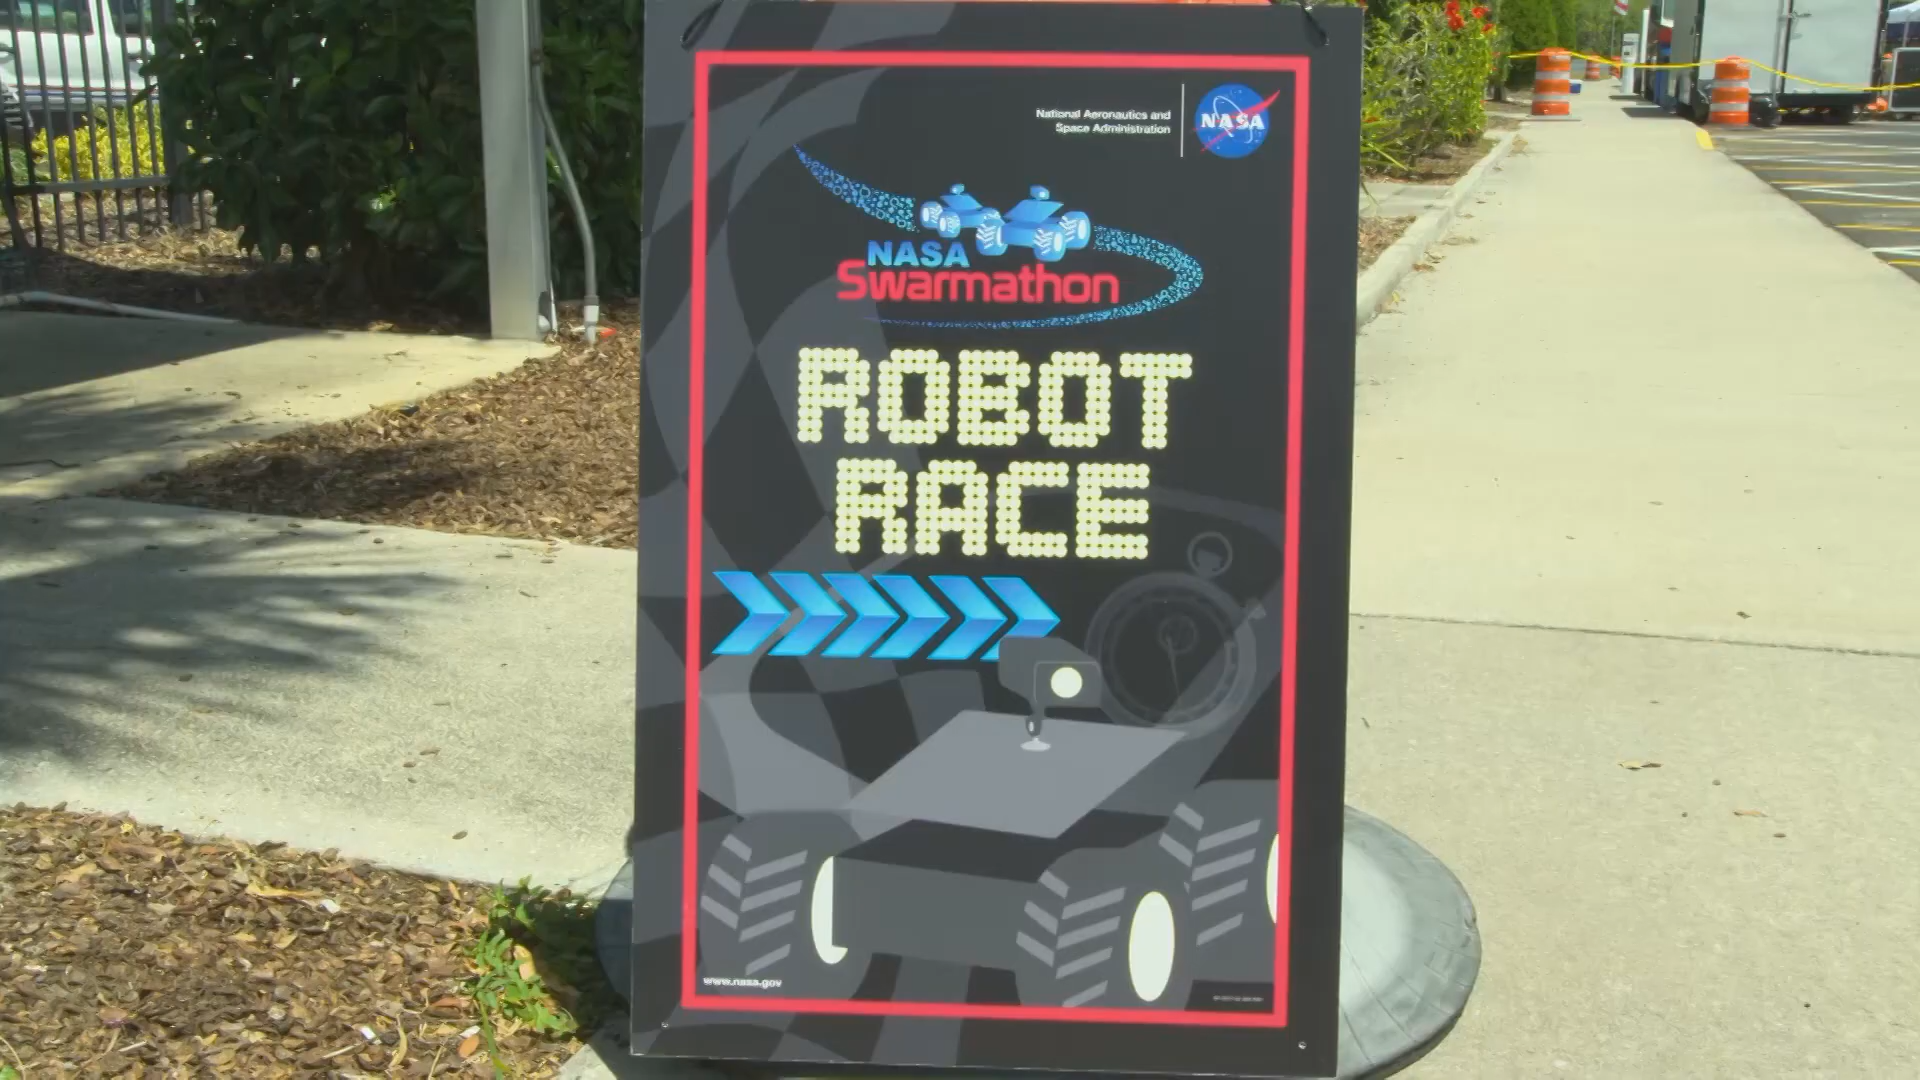 National Aeronautics and
Space Administration
NASA
NASA
Swarmathon
ROBOT
RACE
www.nasa.gov